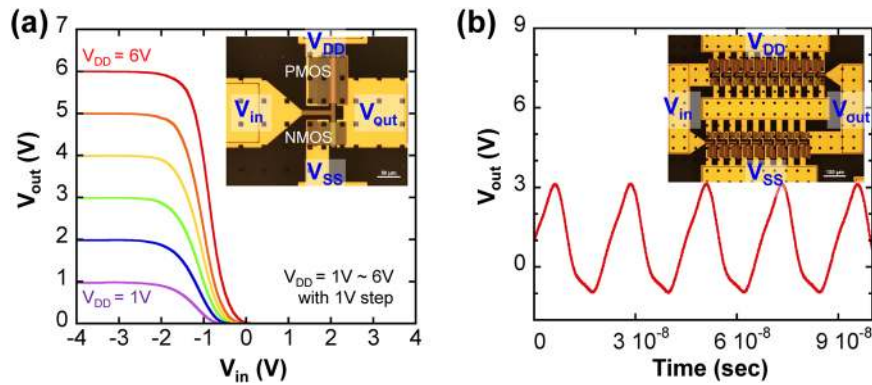 (a)
7
6
5
4
3
2
1
0
V_out (V)
V_DD = 6V
V_DD = 1V
V_DD = 1V ~ 6V
with 1V step
-4 -3 -2 -1 0 1 2 3 4
V_in (V)
V_DD
PMOS
V_in
V_out
NMOS
V_SS
(b)
9
6
3
0
V_out (V)
V_DD
V_in
V_out
V_SS
0 3 10^-8 6 10^-8 9 10^-8
Time (sec)